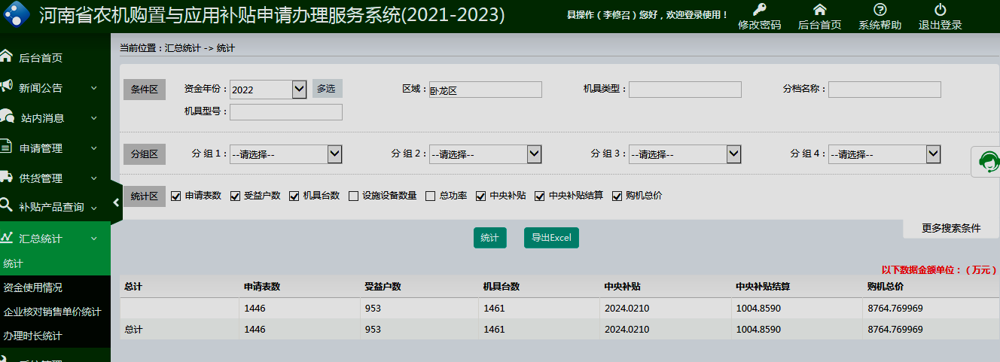 河南省农机购置与应用补贴申请办理服务系统(2021-2023)
县操作（李修召）您好，欢迎登录使用！
修改密码 后台首页 系统帮助 退出登录
后台首页
新闻公告
站内消息
申请管理
供货管理
补贴产品查询
汇总统计
统计
资金使用情况
企业核对销售单价统计
办理时长统计
系统管理
当前位置：汇总统计 -> 统计
条件区 资金年份： 2022 多选 区域： 卧龙区 机具类型： 分档名称：
机具型号：
分组区 分 组 1： --请选择-- 分 组 2： --请选择-- 分 组 3： --请选择-- 分 组 4： --请选择--
统计区 申请表数 受益户数 机具台数 设施设备数量 总功率 中央补贴 中央补贴结算 购机总价
更多搜索条件
统计 导出Excel
以下数据金额单位：（万元）
总计 申请表数 受益户数 机具台数 中央补贴 中央补贴结算 购机总价
1446 953 1461 2024.0210 1004.8590 8764.769969
总计 1446 953 1461 2024.0210 1004.8590 8764.769969